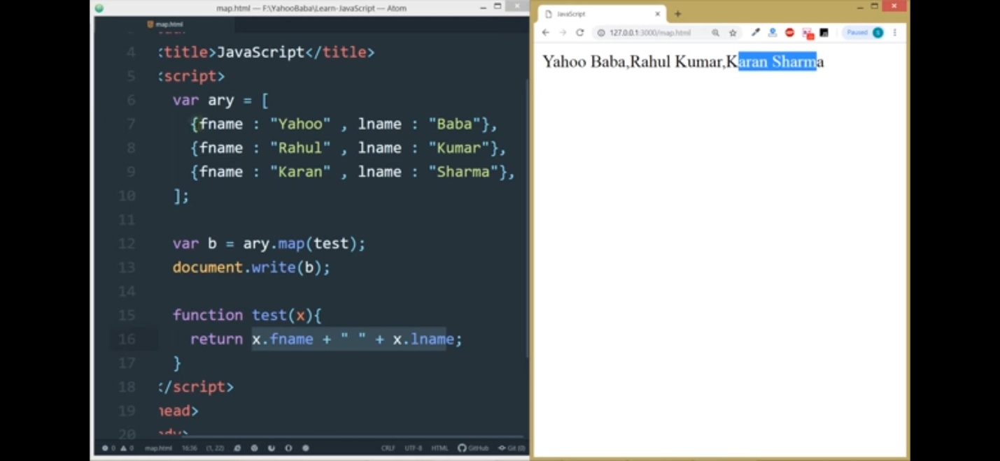 map.html — F:\YahooBaba\Learn-JavaScript — Atom
map.html
4 title>JavaScript</title>
5 script>
6 var ary = [
7 {fname : "Yahoo" , lname : "Baba"},
8 {fname : "Rahul" , lname : "Kumar"},
9 {fname : "Karan" , lname : "Sharma"},
10 ];
11
12 var b = ary.map(test);
13 document.write(b);
14
15 function test(x){
16 return x.fname + " " + x.lname;
17 }
18 /script>
19 head>
20
0 0 map.html 16:36 (1, 22) CRLF UTF-8 HTML GitHub Git (0)
JavaScript
127.0.0.1:3000/map.html Paused
Yahoo Baba,Rahul Kumar,Karan Sharma